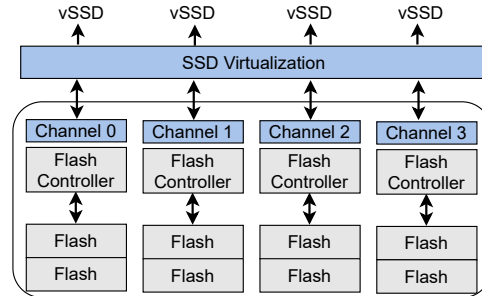 vSSD vSSD vSSD vSSD
SSD Virtualization
Channel 0 Channel 1 Channel 2 Channel 3
Flash Flash Flash Flash
Controller Controller Controller Controller
Flash Flash Flash Flash
Flash Flash Flash Flash